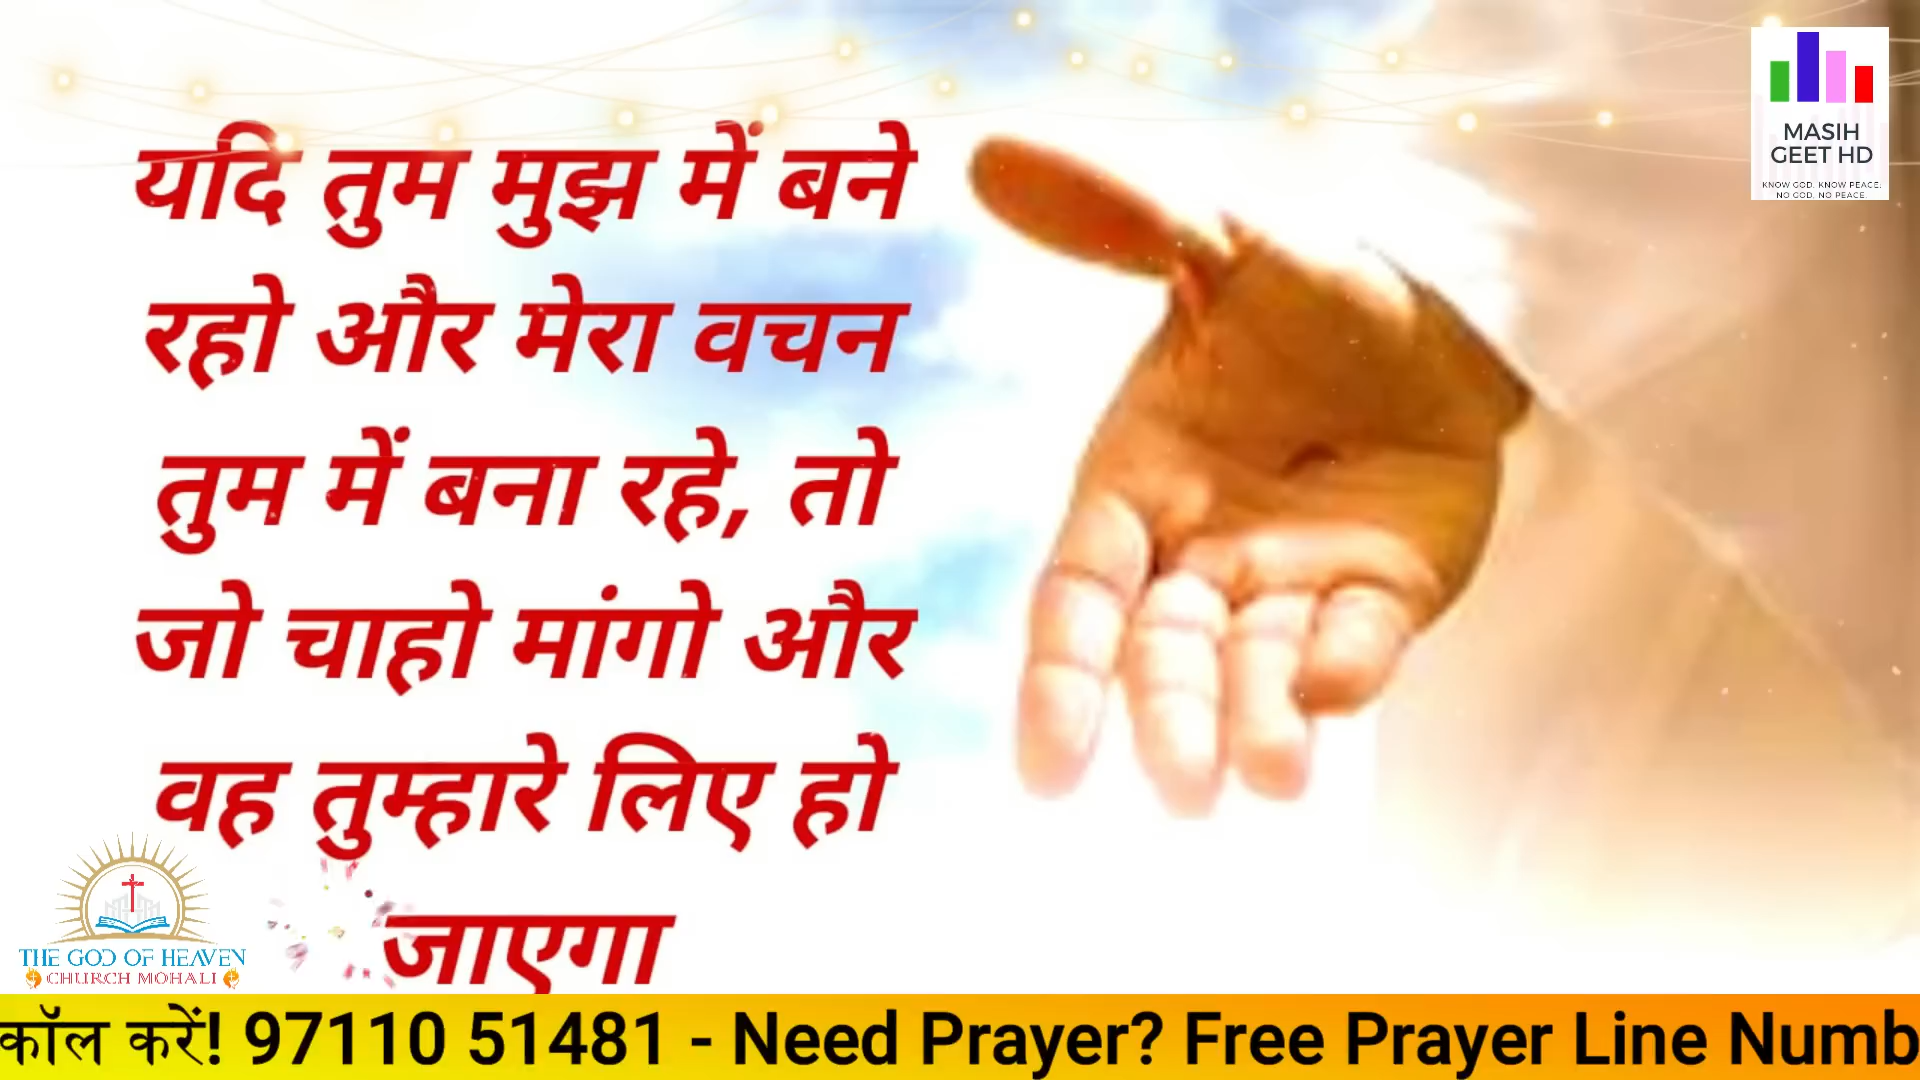 यदि तुम मुझ में बने
रहो और मेरा वचन
तुम में बना रहे, तो
जो चाहो मांगो और
वह तुम्हारे लिए हो
जाएगा
MASIH
GEET HD
KNOW GOD. KNOW PEACE.
NO GOD. NO PEACE.
THE GOD OF HEAVEN
CHURCH MOHALI
कॉल करें! 97110 51481 - Need Prayer? Free Prayer Line Numb